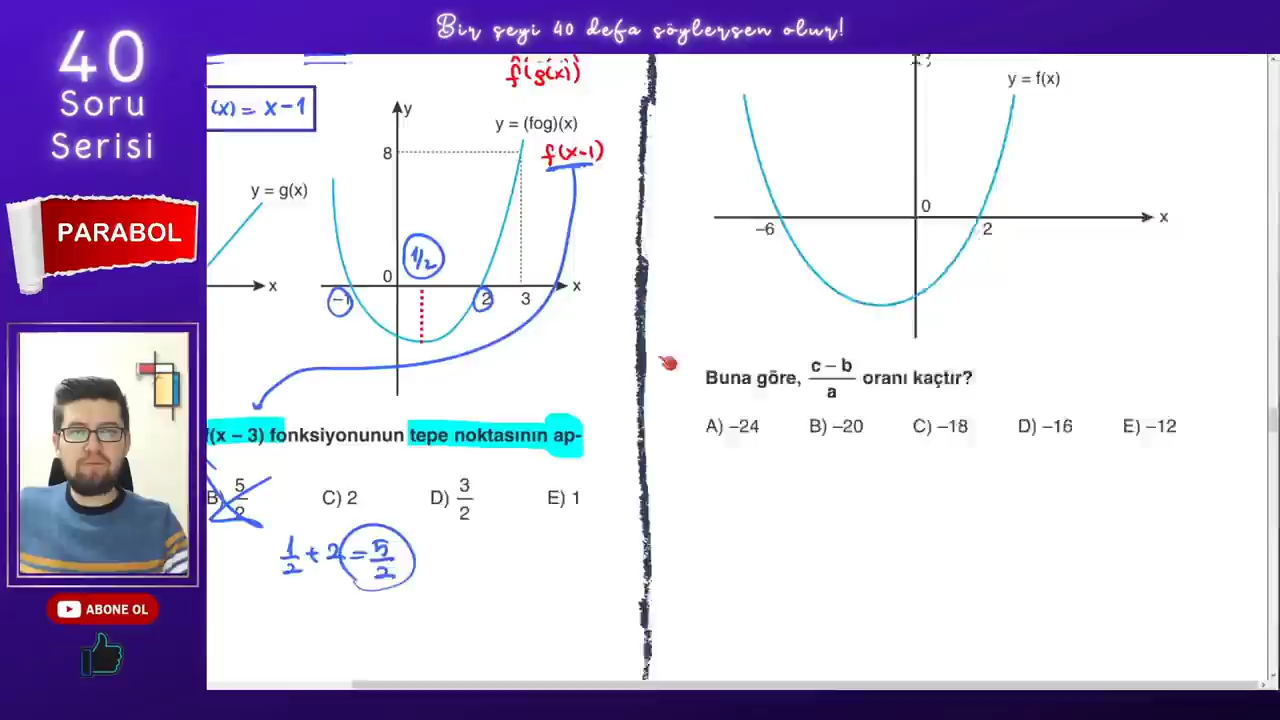 Bir şeyi 40 defa söylersen olur!
40
Soru
Serisi
PARABOL
ABONE OL
f(g(x))
(x) = x-1
y = g(x)
x
y
y = (fog)(x)
f(x-1)
8
1/2
0
-1
2
3
x
f(x – 3) fonksiyonunun tepe noktasının ap-
B) 5/2
C) 2
D) 3/2
E) 1
1/2 + 2 = 5/2
y = f(x)
0
x
–6
2
Buna göre, c – b / a oranı kaçtır?
A) –24
B) –20
C) –18
D) –16
E) –12